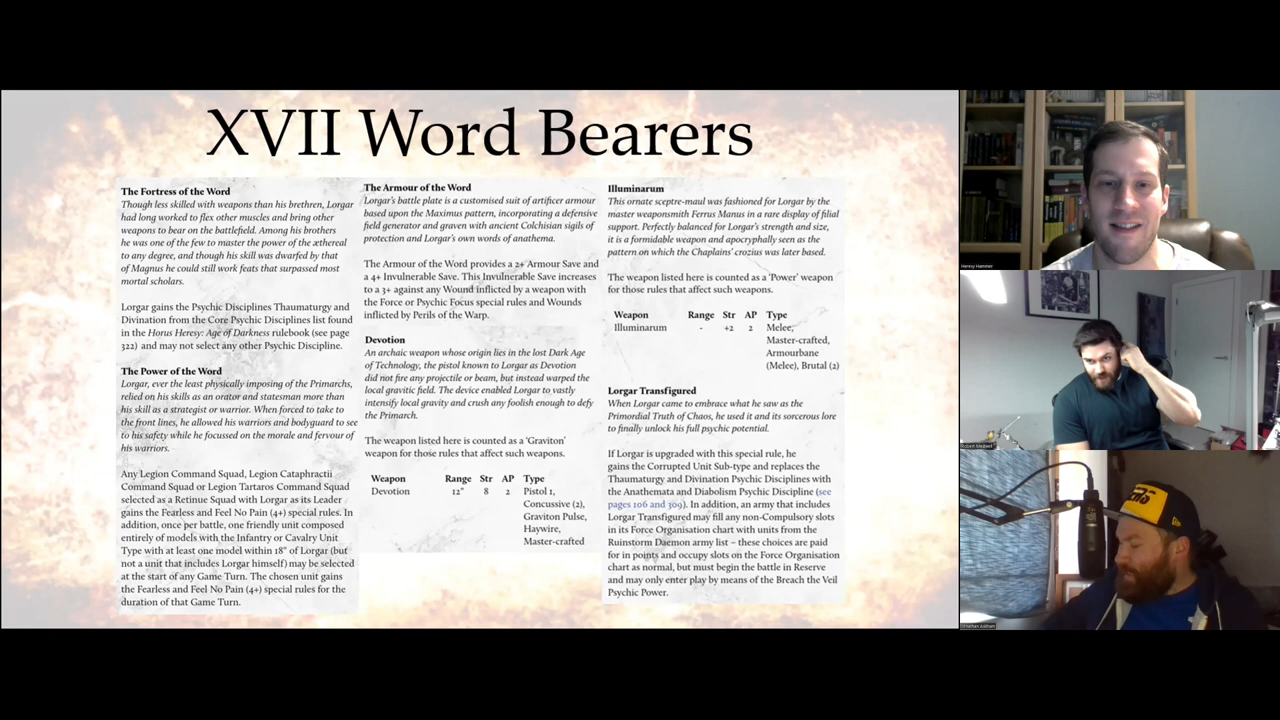 XVII Word Bearers
The Fortress of the Word
Though less skilled with weapons than his brethren, Lorgar
had long worked to flex other muscles and bring other
weapons to bear on the battlefield. Among his brothers
he was one of the few to master the power of the æthereal
to any degree, and though his skill was dwarfed by that
of Magnus he could still work feats that surpassed most
mortal scholars.
Lorgar gains the Psychic Disciplines Thaumaturgy and
Divination from the Core Psychic Disciplines list found
in the Horus Heresy: Age of Darkness rulebook (see page
322) and may not select any other Psychic Discipline.
The Power of the Word
Lorgar, ever the least physically imposing of the Primarchs,
relied on his skills as an orator and statesman more than
his skill as a strategist or warrior. When forced to take to
the front lines, he allowed his warriors and bodyguard to see
to his safety while he focussed on the morale and fervour of
his warriors.
Any Legion Command Squad, Legion Cataphractii
Command Squad or Legion Tartaros Command Squad
selected as a Retinue Squad with Lorgar as its Leader
gains the Fearless and Feel No Pain (4+) special rules. In
addition, once per battle, one friendly unit composed
entirely of models with the Infantry or Cavalry Unit
Type with at least one model within 18" of Lorgar (but
not a unit that includes Lorgar himself) may be selected
at the start of any Game Turn. The chosen unit gains
the Fearless and Feel No Pain (4+) special rules for the
duration of that Game Turn.
The Armour of the Word
Lorgar's battle plate is a customised suit of artificer armour
based upon the Maximus pattern, incorporating a defensive
field generator and graven with ancient Colchisian sigils of
protection and Lorgar's own words of anathema.
The Armour of the Word provides a 2+ Armour Save and
a 4+ Invulnerable Save. This Invulnerable Save increases
to a 3+ against any Wound inflicted by a weapon with
the Force or Psychic Focus special rules and Wounds
inflicted by Perils of the Warp.
Devotion
An archaic weapon whose origin lies in the lost Dark Age
of Technology, the pistol known to Lorgar as Devotion
did not fire any projectile or beam, but instead warped the
local gravitic field. The device enabled Lorgar to vastly
intensify local gravity and crush any foolish enough to defy
the Primarch.
The weapon listed here is counted as a 'Graviton'
weapon for those rules that affect such weapons.
Weapon Range Str AP Type
Devotion 12" 8 2 Pistol 1,
Concussive (2),
Graviton Pulse,
Haywire,
Master-crafted
Illuminarum
This ornate sceptre-maul was fashioned for Lorgar by the
master weaponsmith Ferrus Manus in a rare display of filial
support. Perfectly balanced for Lorgar's strength and size,
it is a formidable weapon and apocryphally seen as the
pattern on which the Chaplains' crozius was later based.
The weapon listed here is counted as a 'Power' weapon
for those rules that affect such weapons.
Weapon Range Str AP Type
Illuminarum - +2 2 Melee,
Master-crafted,
Armourbane
(Melee), Brutal (2)
Lorgar Transfigured
When Lorgar came to embrace what he saw as the
Primordial Truth of Chaos, he used it and its sorcerous lore
to finally unlock his full psychic potential.
If Lorgar is upgraded with this special rule, he
gains the Corrupted Unit Sub-type and replaces the
Thaumaturgy and Divination Psychic Disciplines with
the Anathemata and Diabolism Psychic Discipline (see
pages 106 and 309). In addition, an army that includes
Lorgar Transfigured may fill any non-Compulsory slots
in its Force Organisation chart with units from the
Ruinstorm Daemon army list – these choices are paid
for in points and occupy slots on the Force Organisation
chart as normal, but must begin the battle in Reserve
and may only enter play by means of the Breach the Veil
Psychic Power.
Henny Hammer